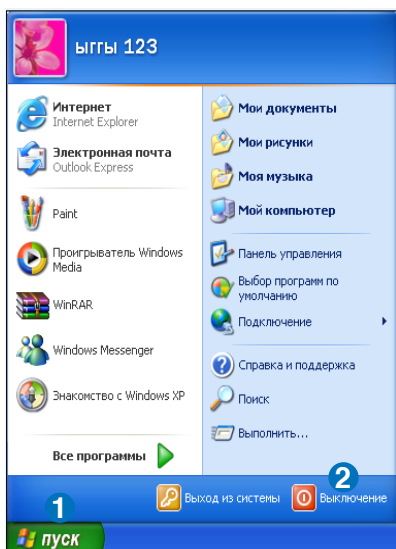 ыггы 123
Интернет
Internet Explorer
Электронная почта
Outlook Express
Paint
Проигрыватель Windows
Media
WinRAR
Windows Messenger
Знакомство с Windows XP
Все программы
Мои документы
Мои рисунки
Моя музыка
Мой компьютер
Панель управления
Выбор программ по
умолчанию
Подключение
Справка и поддержка
Поиск
Выполнить...
2
Выход из системы
Выключение
1
пуск